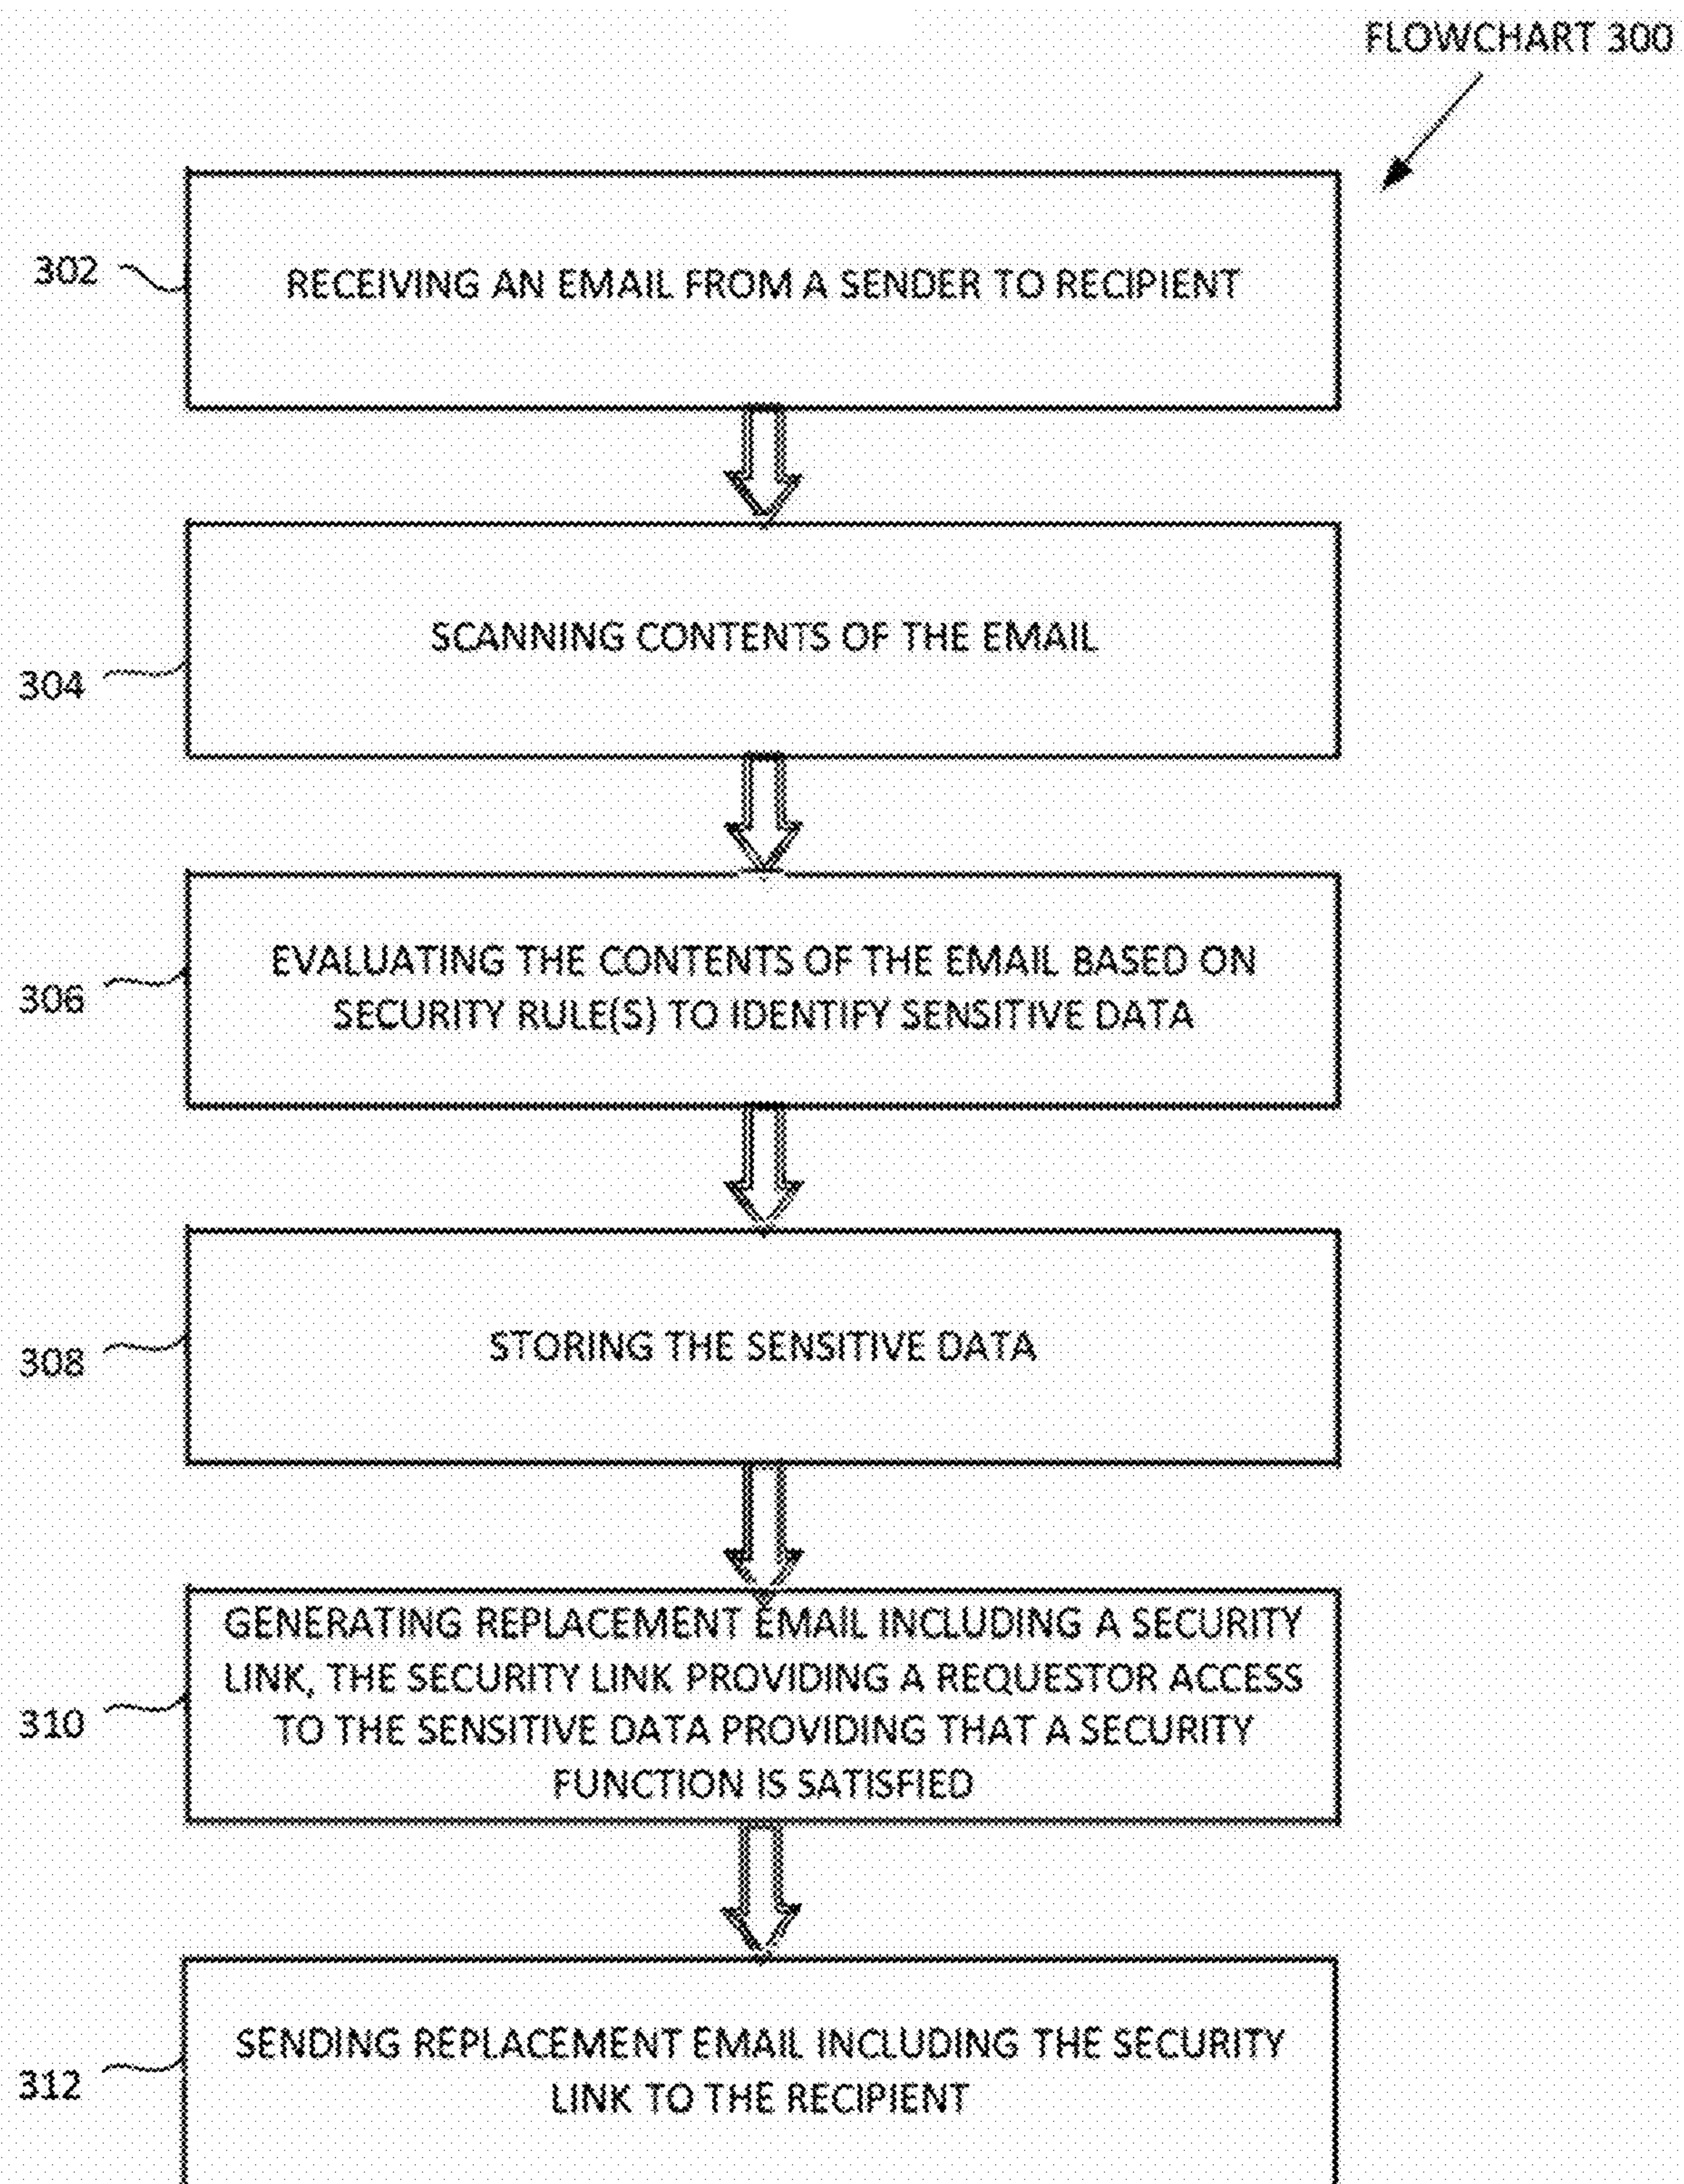 FLOWCHART 300
302
RECEIVING AN EMAIL FROM A SENDER TO RECIPIENT
304
SCANNING CONTENTS OF THE EMAIL
306
EVALUATING THE CONTENTS OF THE EMAIL BASED ON
SECURITY RULE(S) TO IDENTIFY SENSITIVE DATA
308
STORING THE SENSITIVE DATA
310
GENERATING REPLACEMENT EMAIL INCLUDING A SECURITY
LINK, THE SECURITY LINK PROVIDING A REQUESTOR ACCESS
TO THE SENSITIVE DATA PROVIDING THAT A SECURITY
FUNCTION IS SATISFIED
312
SENDING REPLACEMENT EMAIL INCLUDING THE SECURITY
LINK TO THE RECIPIENT